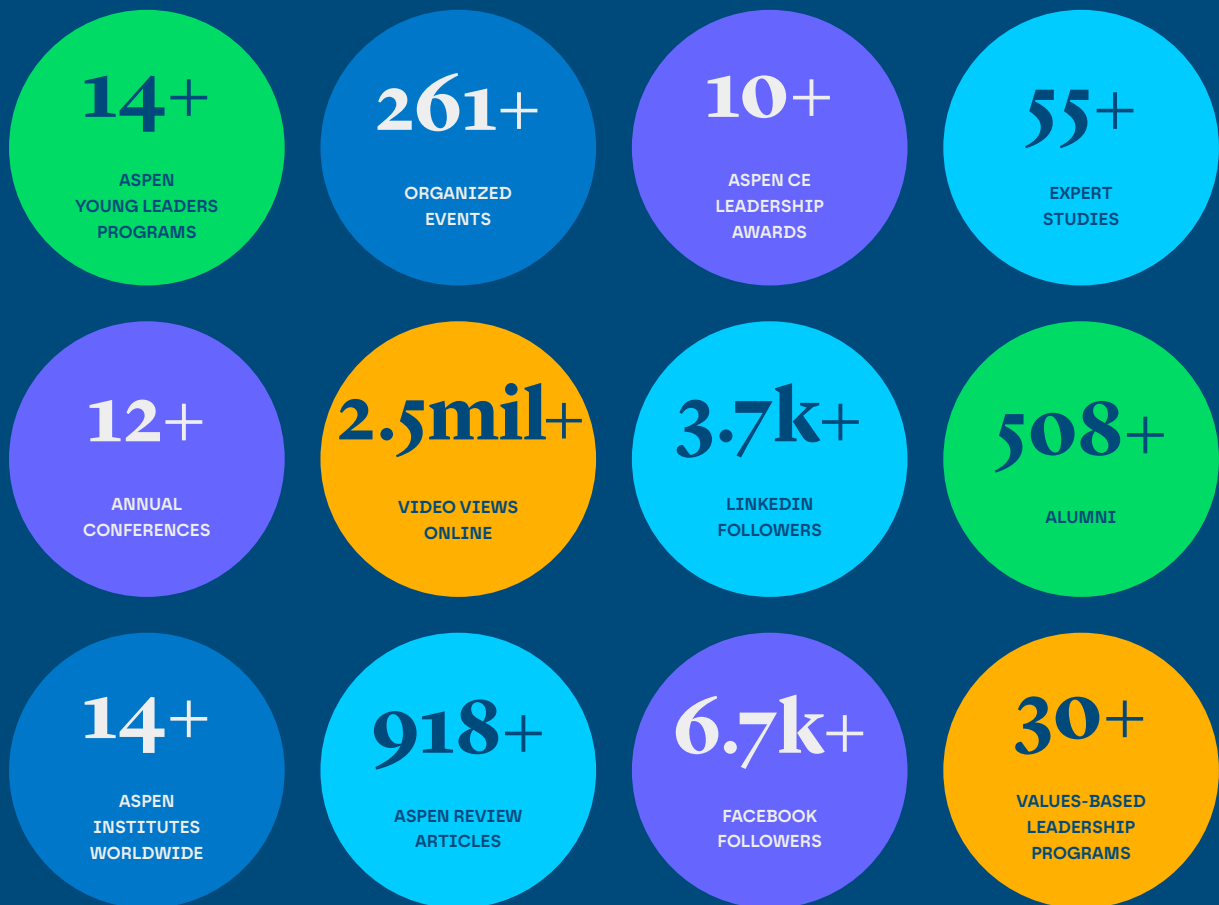 14+
ASPEN
YOUNG LEADERS
PROGRAMS
261+
ORGANIZED
EVENTS
10+
ASPEN CE
LEADERSHIP
AWARDS
55+
EXPERT
STUDIES
12+
ANNUAL
CONFERENCES
2.5mil+
VIDEO VIEWS
ONLINE
3.7k+
LINKEDIN
FOLLOWERS
508+
ALUMNI
14+
ASPEN
INSTITUTES
WORLDWIDE
918+
ASPEN REVIEW
ARTICLES
6.7k+
FACEBOOK
FOLLOWERS
30+
VALUES-BASED
LEADERSHIP
PROGRAMS